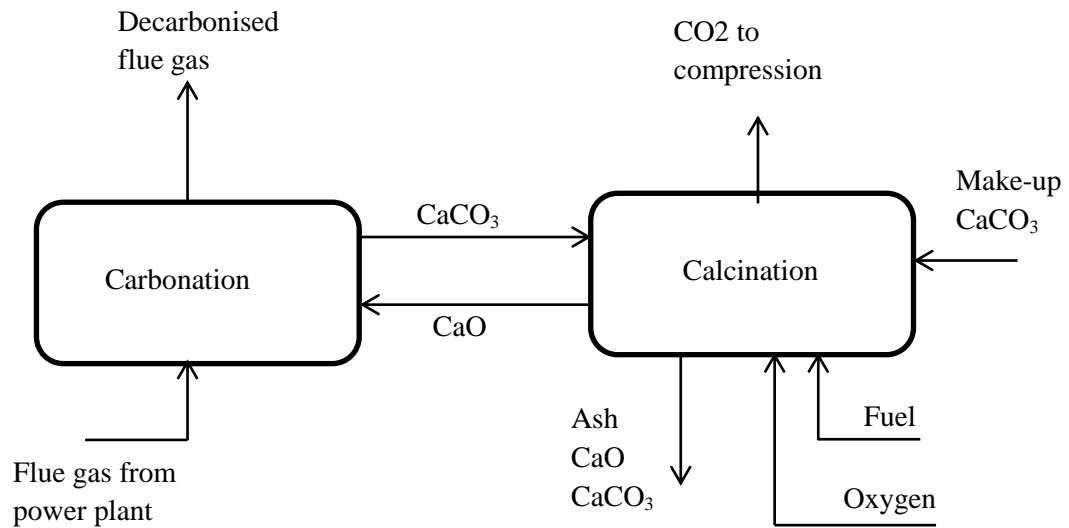 Decarbonised
flue gas
CO2 to
compression
Make-up
CaCO₃
CaCO₃
Carbonation
Calcination
CaO
Ash
CaO
CaCO₃
Fuel
Oxygen
Flue gas from
power plant